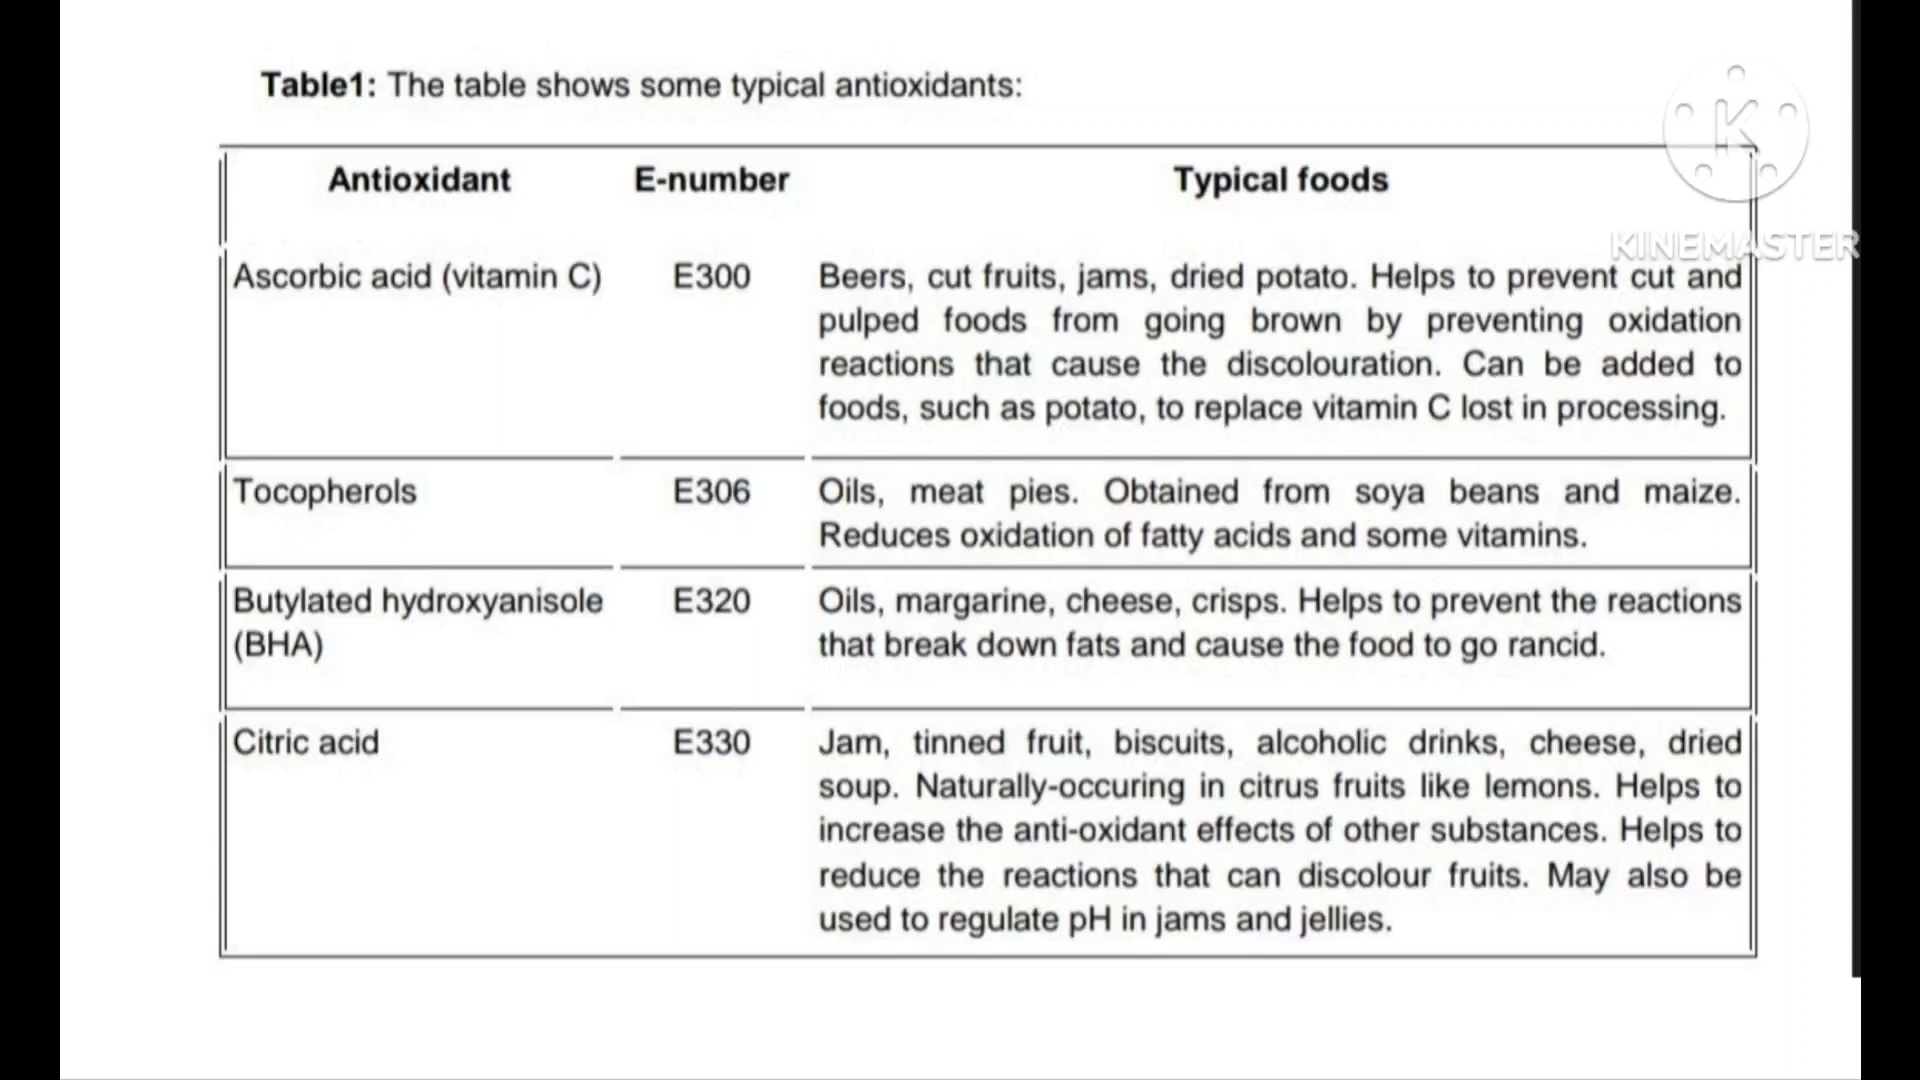 Table1: The table shows some typical antioxidants:
K
KINEMASTER
Antioxidant E-number Typical foods
Ascorbic acid (vitamin C) E300 Beers, cut fruits, jams, dried potato. Helps to prevent cut and
pulped foods from going brown by preventing oxidation
reactions that cause the discolouration. Can be added to
foods, such as potato, to replace vitamin C lost in processing.
Tocopherols E306 Oils, meat pies. Obtained from soya beans and maize.
Reduces oxidation of fatty acids and some vitamins.
Butylated hydroxyanisole E320 Oils, margarine, cheese, crisps. Helps to prevent the reactions
(BHA) that break down fats and cause the food to go rancid.
Citric acid E330 Jam, tinned fruit, biscuits, alcoholic drinks, cheese, dried
soup. Naturally-occuring in citrus fruits like lemons. Helps to
increase the anti-oxidant effects of other substances. Helps to
reduce the reactions that can discolour fruits. May also be
used to regulate pH in jams and jellies.